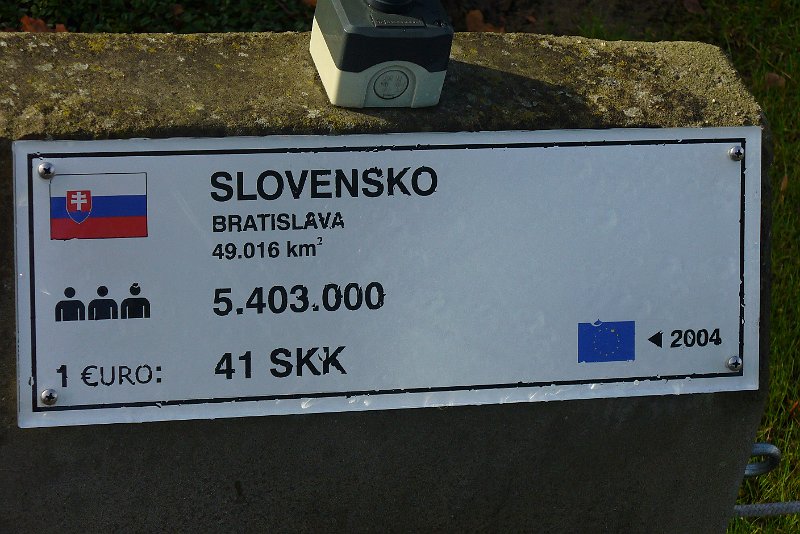 SLOVENSKO
BRATISLAVA
49.016 km²
5.403.000
1 €URO: 41 SKK
◄ 2004